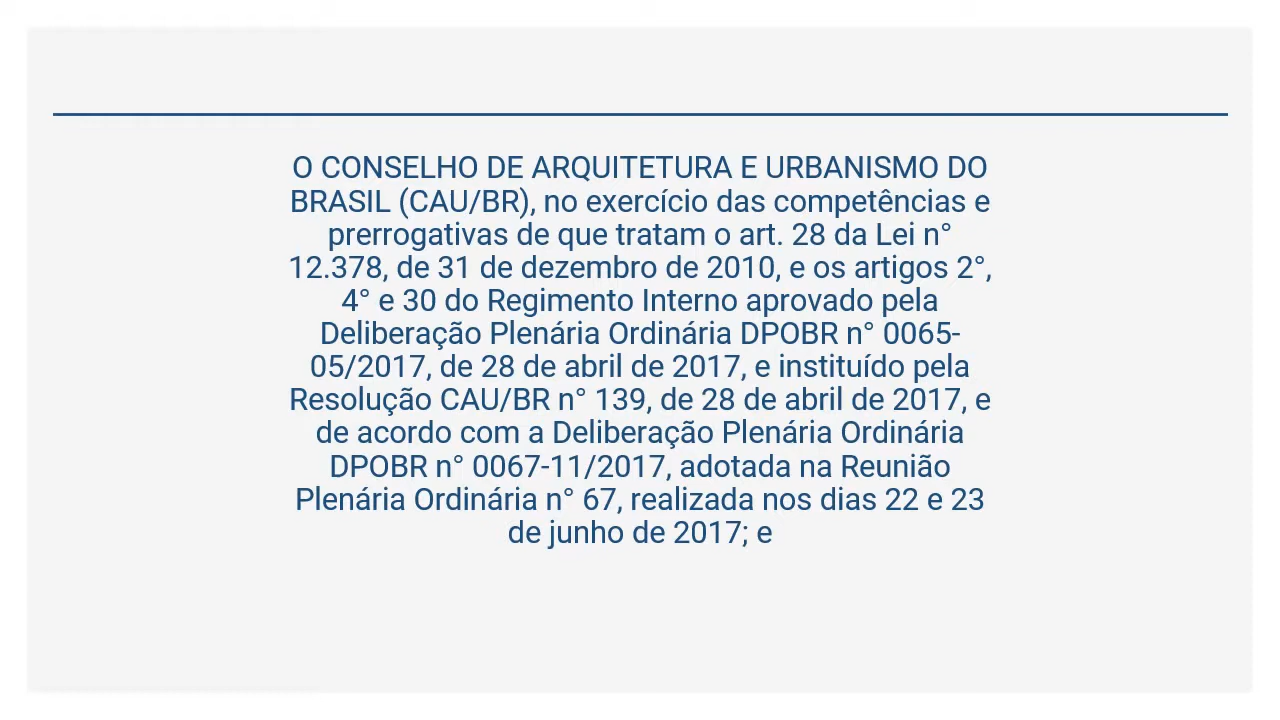 O CONSELHO DE ARQUITETURA E URBANISMO DO
BRASIL (CAU/BR), no exercício das competências e
prerrogativas de que tratam o art. 28 da Lei n°
12.378, de 31 de dezembro de 2010, e os artigos 2°,
4° e 30 do Regimento Interno aprovado pela
Deliberação Plenária Ordinária DPOBR n° 0065-
05/2017, de 28 de abril de 2017, e instituído pela
Resolução CAU/BR n° 139, de 28 de abril de 2017, e
de acordo com a Deliberação Plenária Ordinária
DPOBR n° 0067-11/2017, adotada na Reunião
Plenária Ordinária n° 67, realizada nos dias 22 e 23
de junho de 2017; e